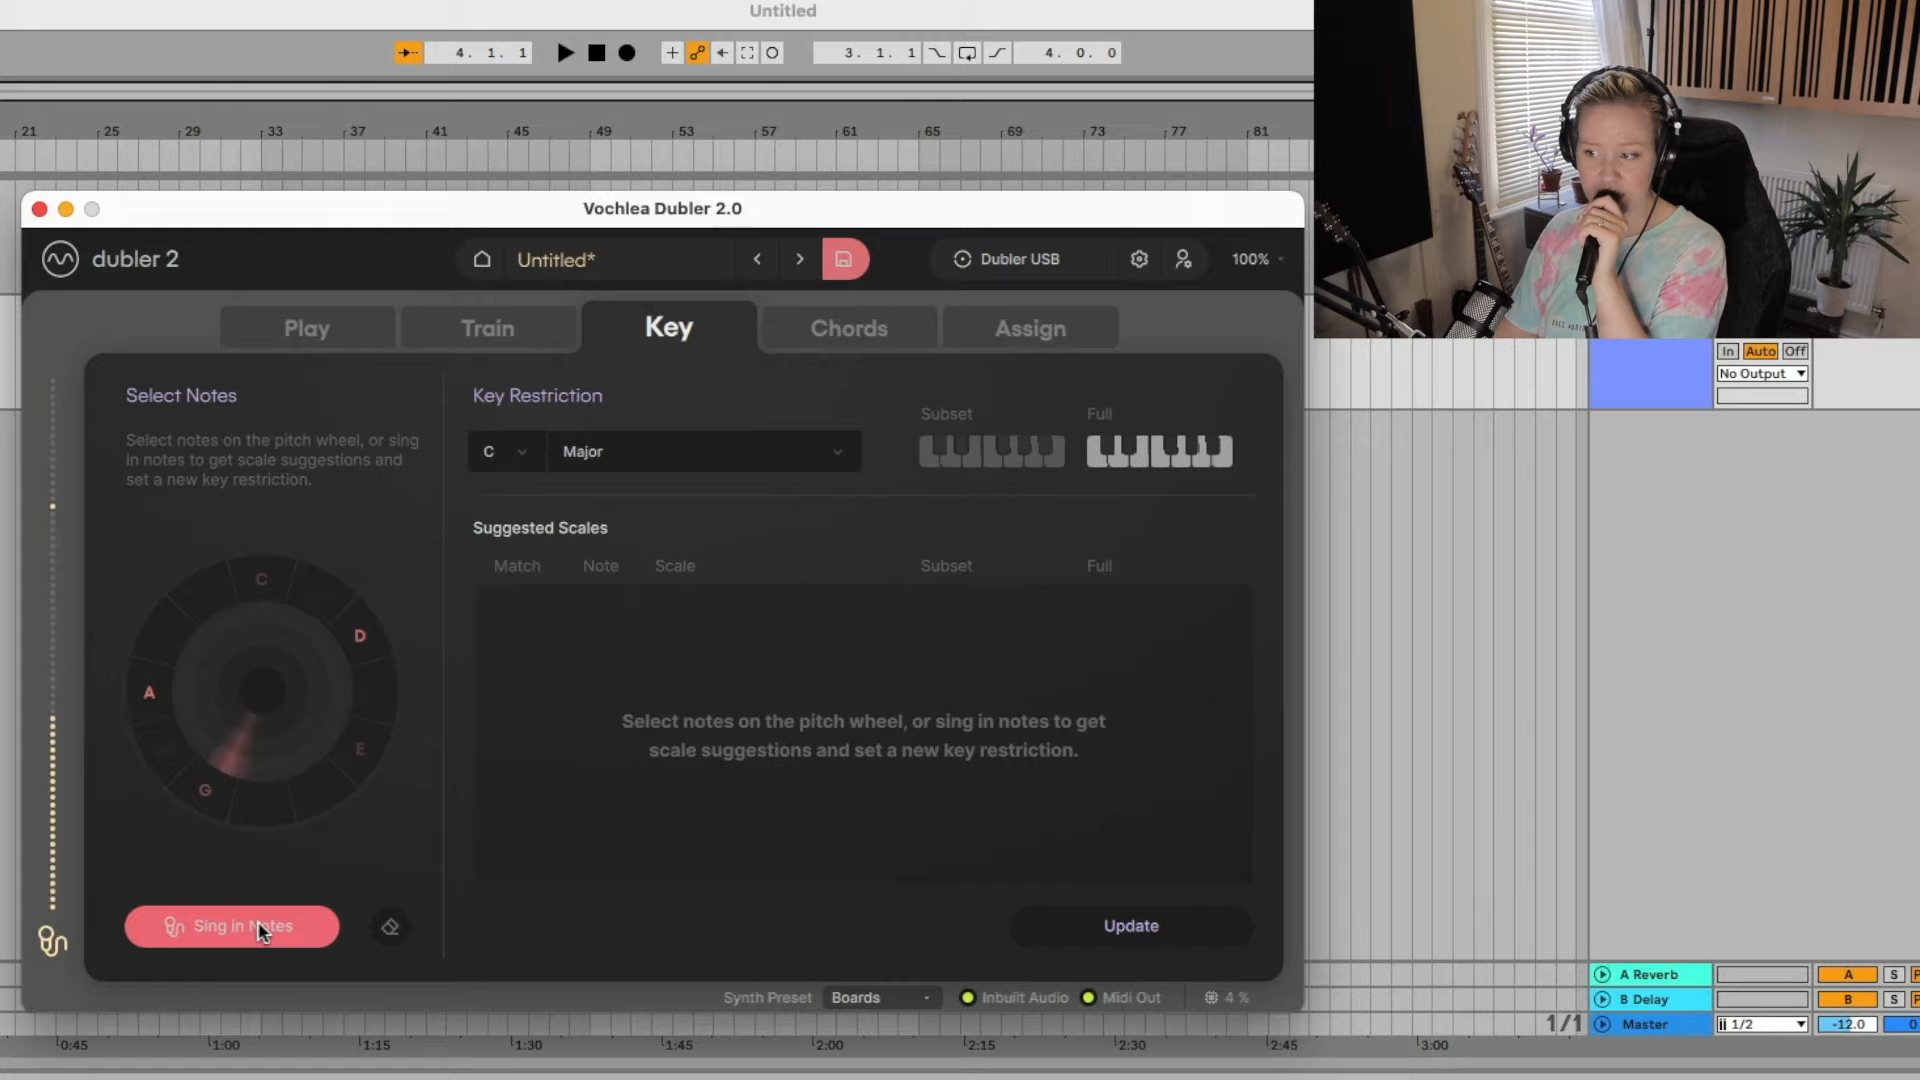 Untitled
4. 1. 1
3. 1. 1
4. 0. 0
21 25 29 33 37 41 45 49 53 57 61 65 69 73 77 81
Vochlea Dubler 2.0
dubler 2
Untitled*
Dubler USB
100%
Play
Train
Key
Chords
Assign
Select Notes
Select notes on the pitch wheel, or sing
in notes to get scale suggestions and
set a new key restriction.
C
D
E
G
A
Sing in Notes
Key Restriction
C
Major
Subset
Full
Suggested Scales
Match Note Scale Subset Full
Select notes on the pitch wheel, or sing in notes to get
scale suggestions and set a new key restriction.
Update
Synth Preset
Boards
Inbuilt Audio
Midi Out
4 %
In Auto Off
No Output
A Reverb
A S
B Delay
B S
1/1
Master
1/2
-12.0
0
0:45 1:00 1:15 1:30 1:45 2:00 2:15 2:30 2:45 3:00